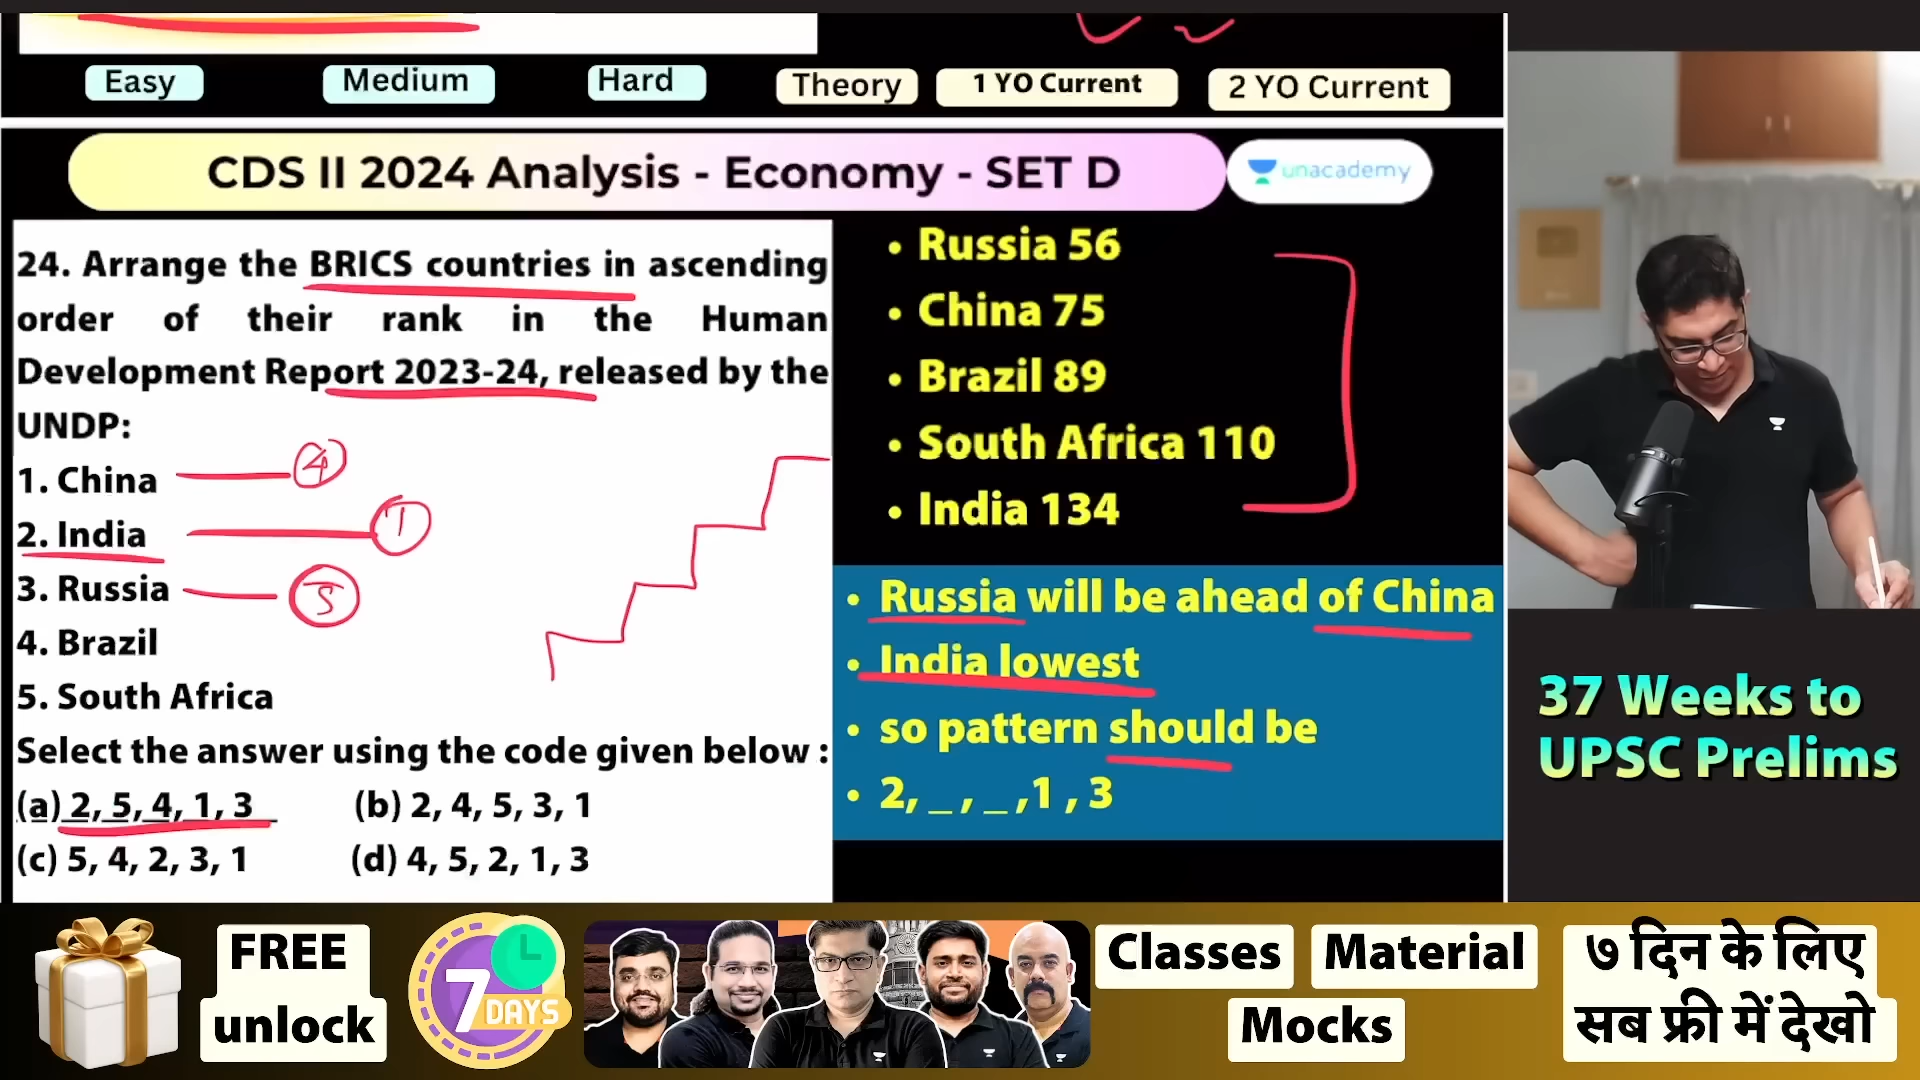 Easy Medium Hard Theory 1 YO Current 2 YO Current
CDS II 2024 Analysis - Economy - SET D
unacademy
24. Arrange the BRICS countries in ascending
order of their rank in the Human
Development Report 2023-24, released by the
UNDP:
1. China 4
2. India 1
3. Russia 5
4. Brazil
5. South Africa
Select the answer using the code given below :
(a) 2, 5, 4, 1, 3 (b) 2, 4, 5, 3, 1
(c) 5, 4, 2, 3, 1 (d) 4, 5, 2, 1, 3
• Russia 56
• China 75
• Brazil 89
• South Africa 110
• India 134
• Russia will be ahead of China
• India lowest
• so pattern should be
• 2, _ , _ ,1 , 3
37 Weeks to
UPSC Prelims
FREE
unlock
7 DAYS
Classes Material
Mocks
७ दिन के लिए
सब फ्री में देखो